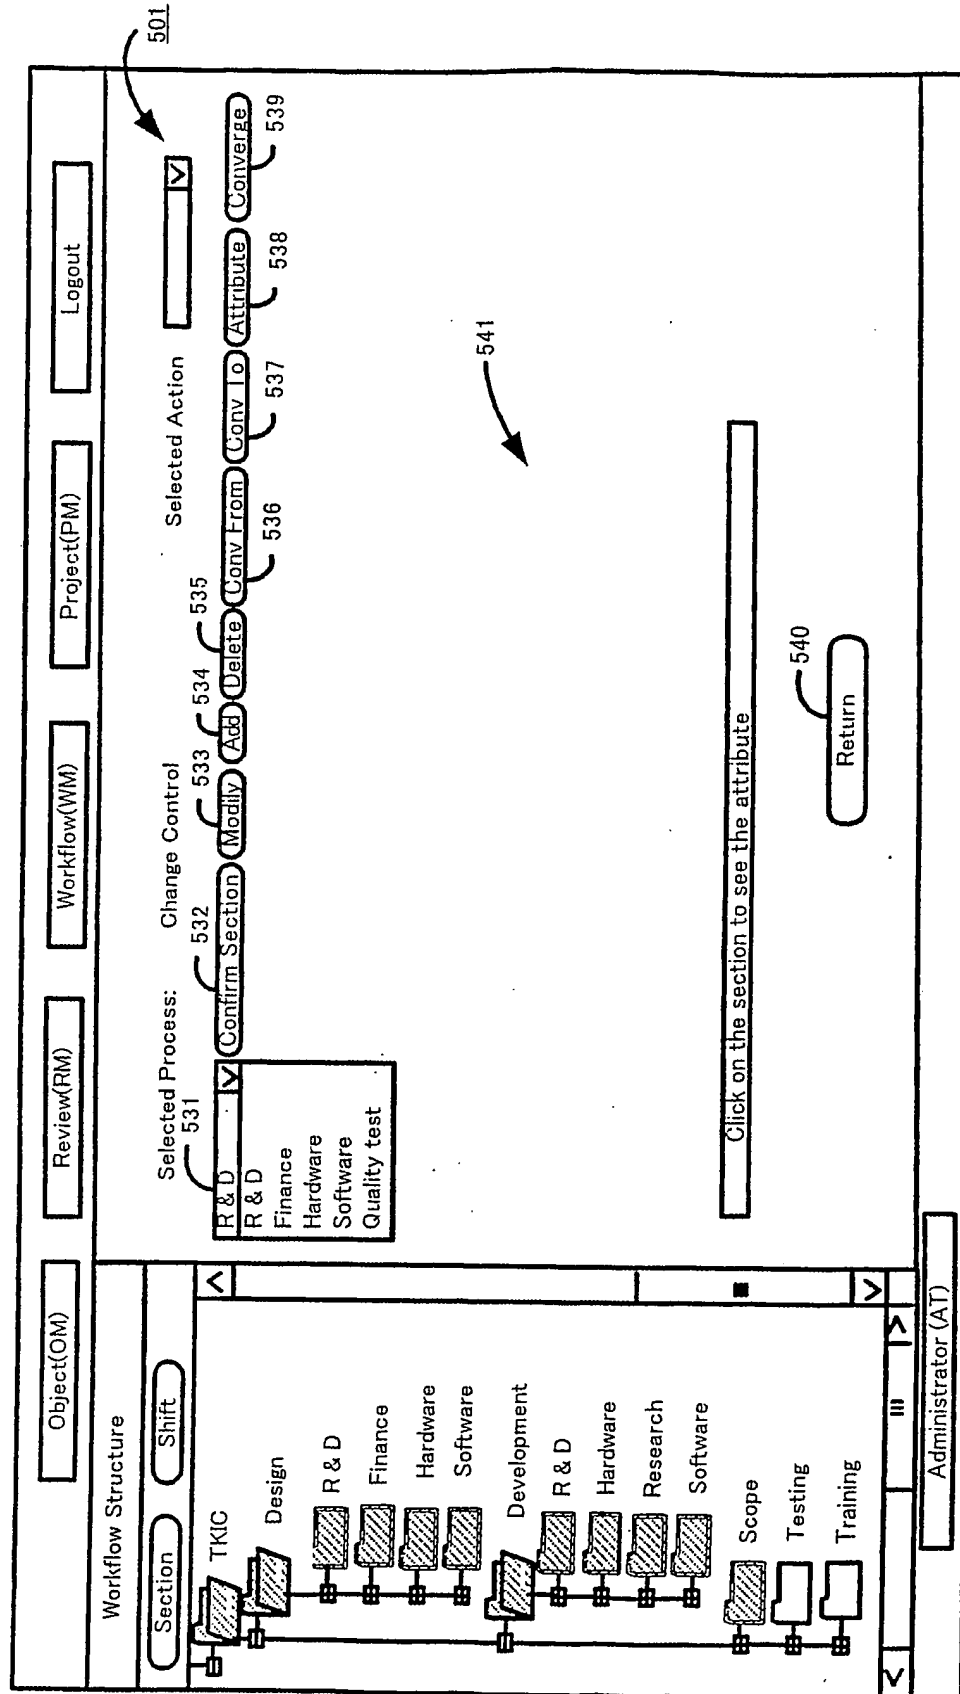 501
Object(OM) Review(RM) Workflow(WM) Project(PM) Logout
Workflow Structure
Section Shift
TKIC
Design
R & D
Finance
Hardware
Software
Development
R & D
Hardware
Research
Software
Scope
Testing
Training
Selected Process: Change Control Selected Action
531 532 533 534 535
R & D Confirm Section Modily Add Delete Conv From Conv To Attribute Converge
536 537 538 539
R & D
Finance
Hardware
Software
Quality test
541
Click on the section to see the attribute
540
Return
Administrator (AT)